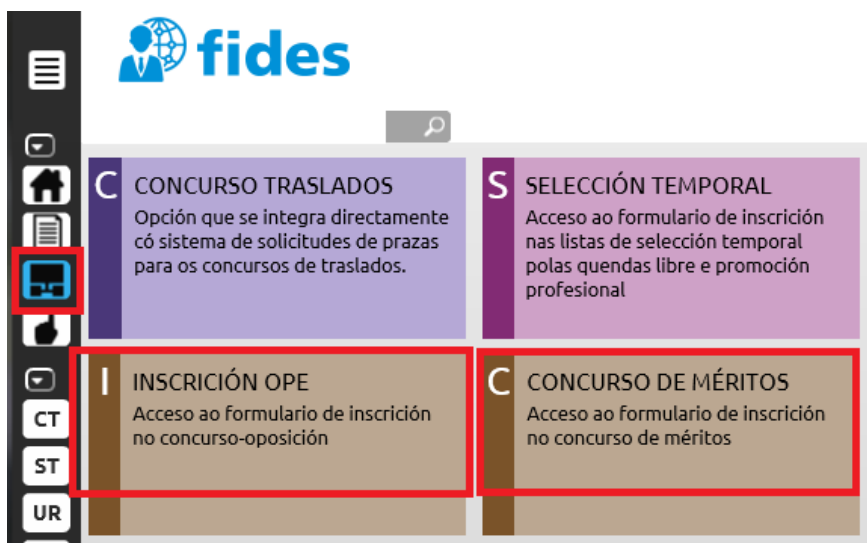 fides
C CONCURSO TRASLADOS
Opción que se integra directamente
có sistema de solicitudes de prazas
para os concursos de traslados.
S SELECCIÓN TEMPORAL
Acceso ao formulario de inscrición
nas listas de selección temporal
polas quendas libre e promoción
profesional
I INSCRICIÓN OPE
Acceso ao formulario de inscrición
no concurso-oposición
C CONCURSO DE MÉRITOS
Acceso ao formulario de inscrición
no concurso de méritos
CT
ST
UR